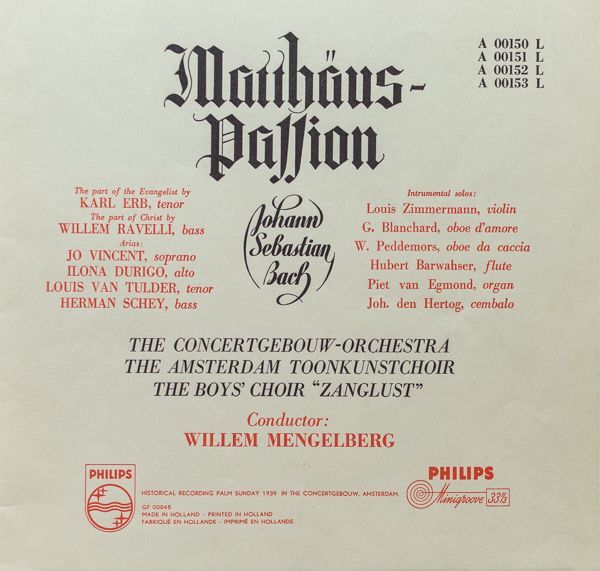 Matthäus-
Passion
A 00150 L
A 00151 L
A 00152 L
A 00153 L
The part of the Evangelist by
KARL ERB, tenor
The part of Christ by
WILLEM RAVELLI, bass
Arias:
JO VINCENT, soprano
ILONA DURIGO, alto
LOUIS VAN TULDER, tenor
HERMAN SCHEY, bass
(Johann
Sebastian
Bach)
Intrumental solos:
Louis Zimmermann, violin
G. Blanchard, oboe d'amore
W. Peddemors, oboe da caccia
Hubert Barwahser, flute
Piet van Egmond, organ
Joh. den Hertog, cembalo
THE CONCERTGEBOUW-ORCHESTRA
THE AMSTERDAM TOONKUNSTCHOIR
THE BOYS' CHOIR “ZANGLUST”
Conductor:
WILLEM MENGELBERG
PHILIPS
HISTORICAL RECORDING PALM SUNDAY 1939 IN THE CONCERTGEBOUW, AMSTERDAM.
GF 00045
MADE IN HOLLAND - PRINTED IN HOLLAND
FABRIQUÉ EN HOLLANDE - IMPRIMÉ EN HOLLANDE
PHILIPS
Minigroove 33⅓